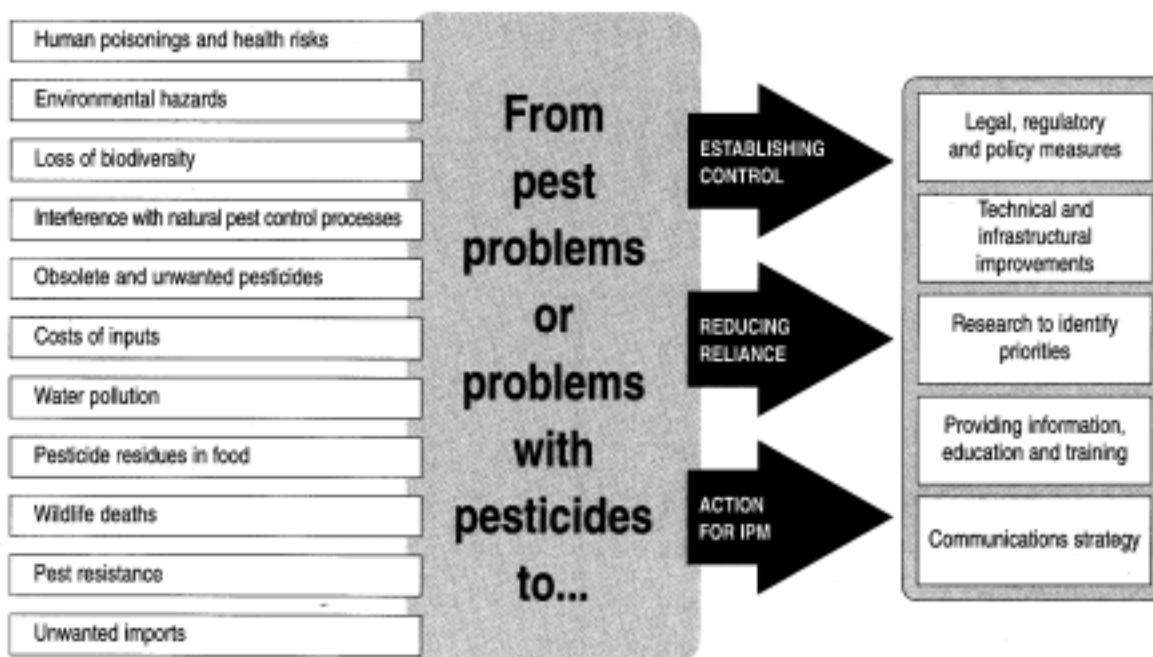 Human poisonings and health risks
Environmental hazards
Loss of biodiversity
Interference with natural pest control processes
Obsolete and unwanted pesticides
Costs of inputs
Water pollution
Pesticide residues in food
Wildlife deaths
Pest resistance
Unwanted imports
From
pest
problems
or
problems
with
pesticides
to...
ESTABLISHING
CONTROL
REDUCING
RELIANCE
ACTION
FOR IPM
Legal, regulatory
and policy measures
Technical and
infrastructural
improvements
Research to identify
priorities
Providing information,
education and training
Communications strategy